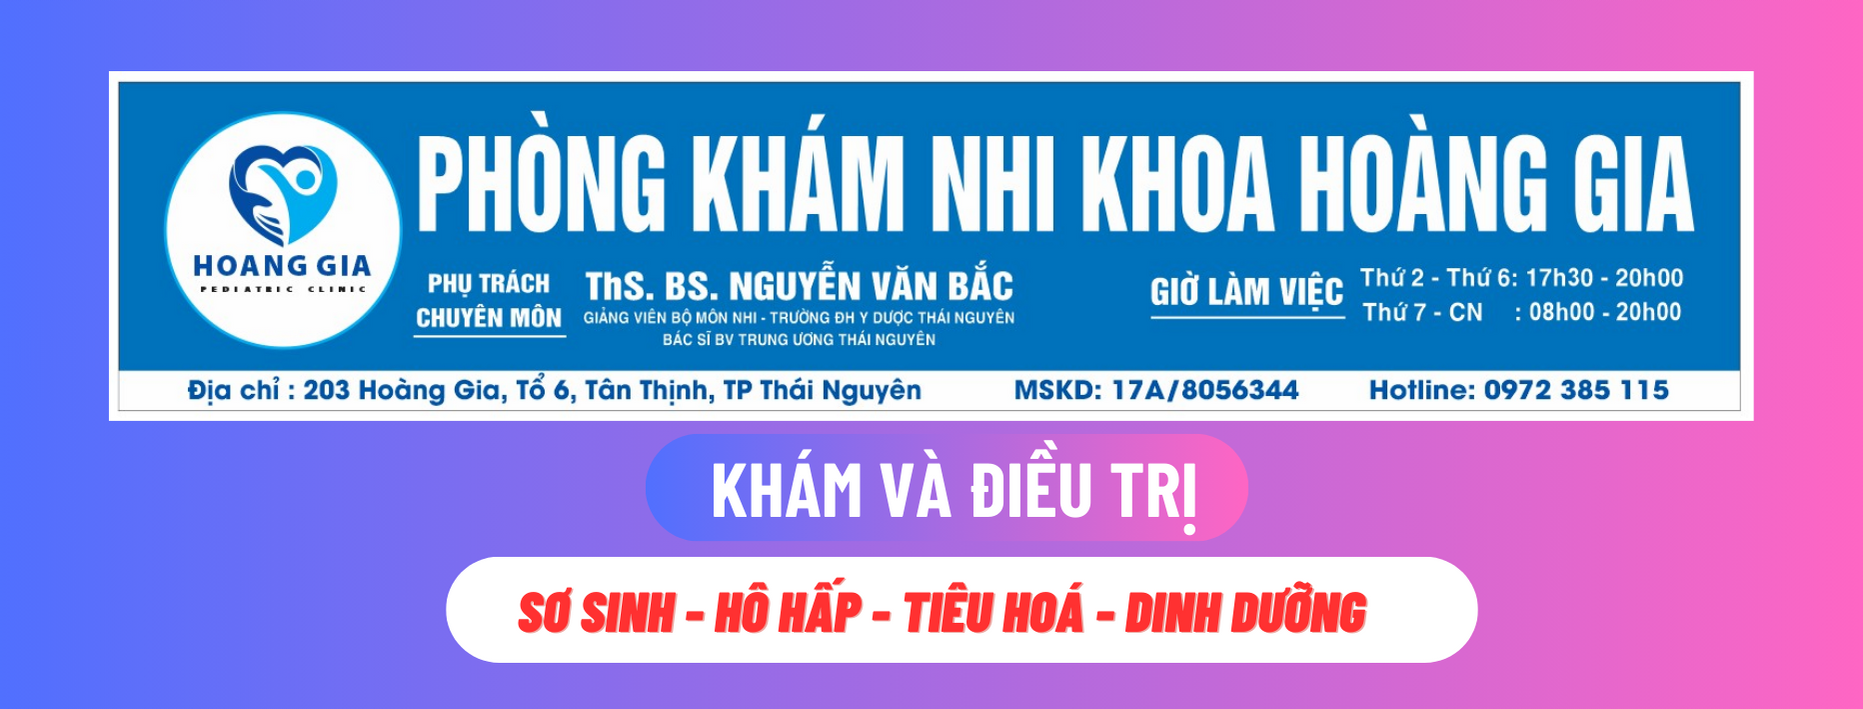 PHÒNG KHÁM NHI KHOA HOÀNG GIA
HOANG GIA
PEDIATRIC CLINIC
PHỤ TRÁCH
CHUYÊN MÔN
ThS. BS. NGUYỄN VĂN BẮC
GIẢNG VIÊN BỘ MÔN NHI - TRƯỜNG ĐH Y DƯỢC THÁI NGUYÊN
BÁC SĨ BV TRUNG ƯƠNG THÁI NGUYÊN
GIỜ LÀM VIỆC
Thứ 2 - Thứ 6: 17h30 - 20h00
Thứ 7 - CN : 08h00 - 20h00
Địa chỉ : 203 Hoàng Gia, Tổ 6, Tân Thịnh, TP Thái Nguyên
MSKD: 17A/8056344
Hotline: 0972 385 115
KHÁM VÀ ĐIỀU TRỊ
SƠ SINH - HÔ HẤP - TIÊU HOÁ - DINH DƯỠNG